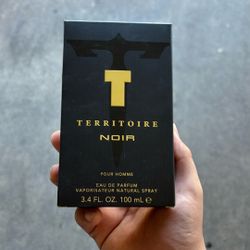 T
TERRITOIRE
NOIR
POUR HOMME
EAU DE PARFUM
VAPORISATEUR NATURAL SPRAY
3.4 FL. OZ. 100 mL ℮